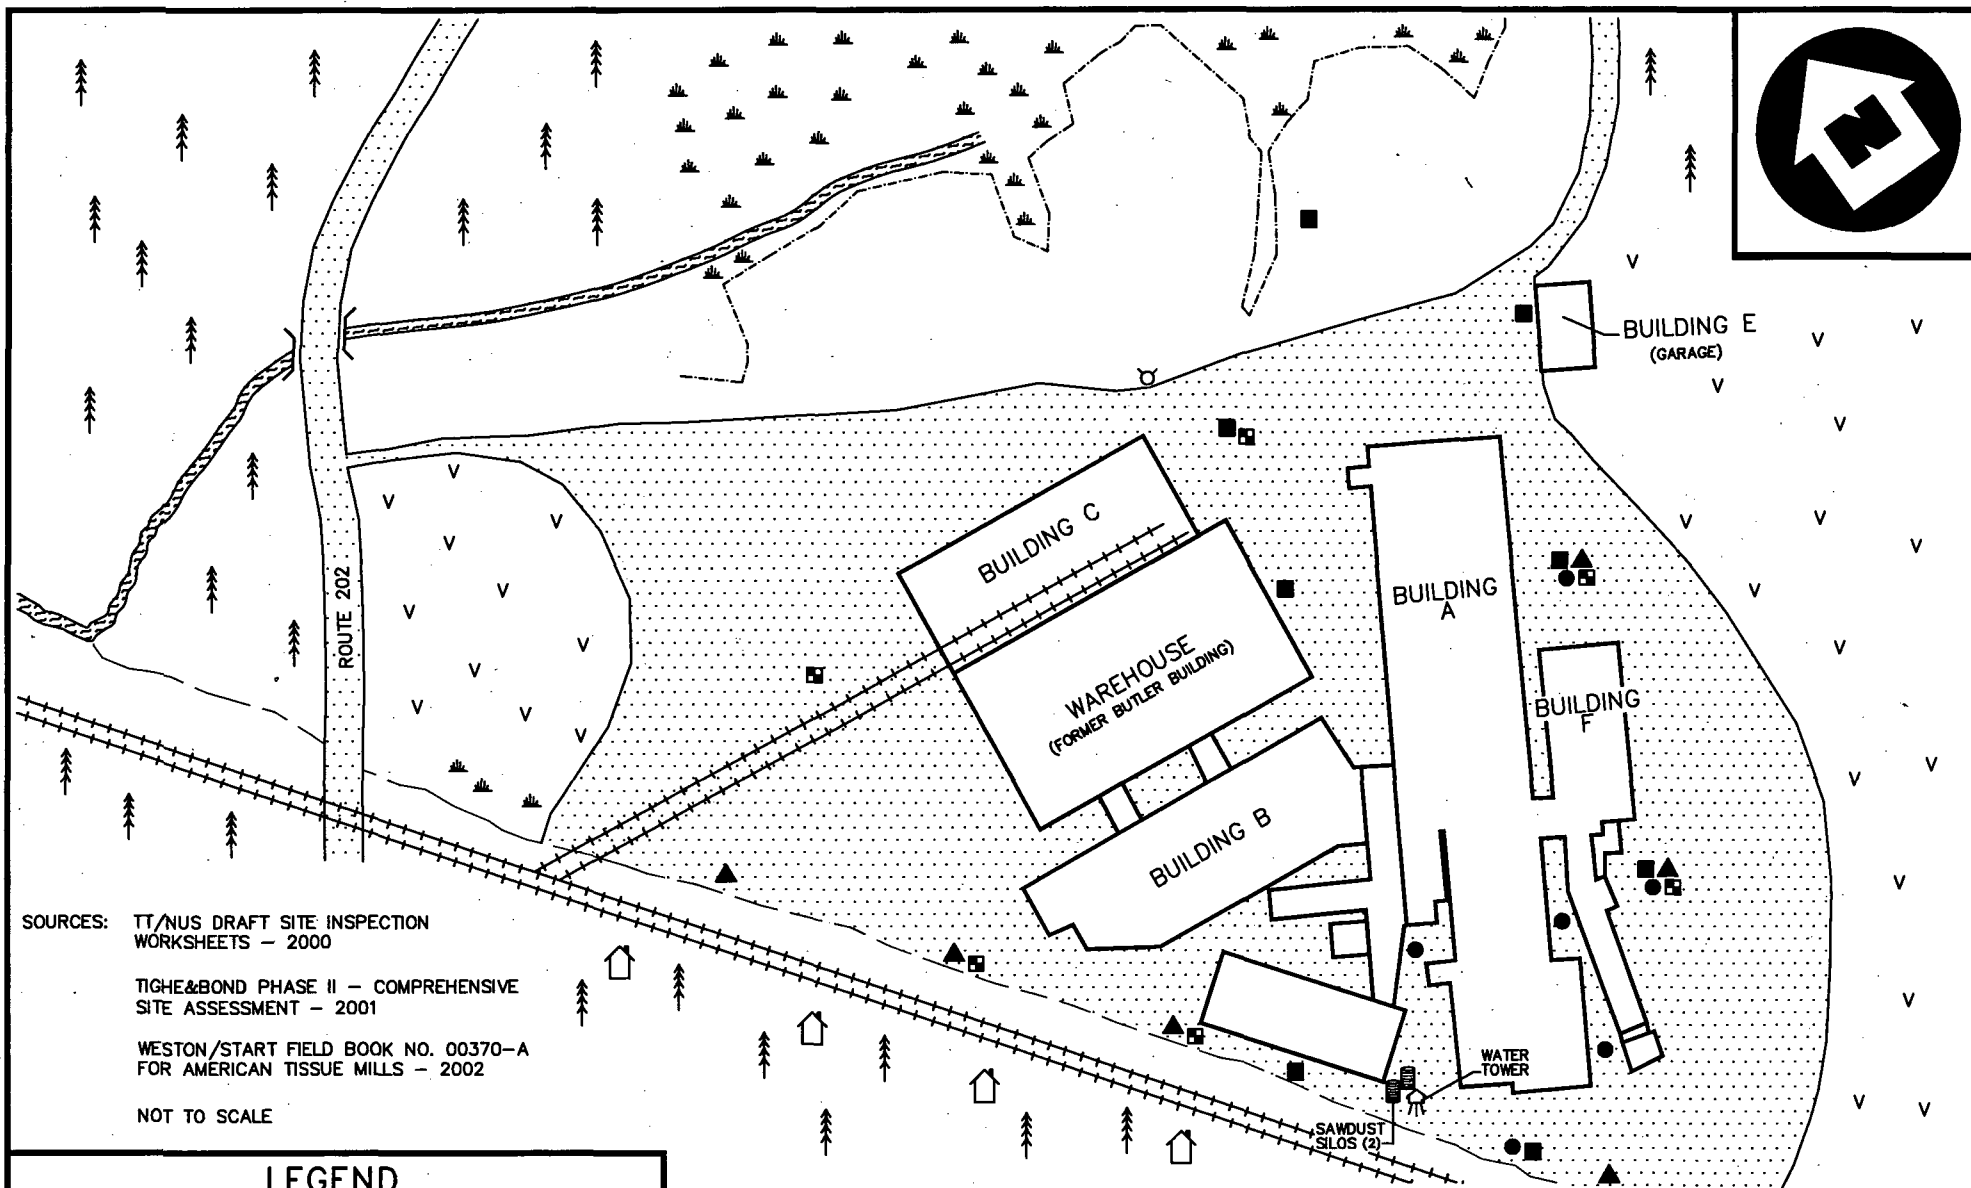 N
BUILDING E
(GARAGE)
BUILDING C
BUILDING
A
ROUTE 202
WAREHOUSE
(FORMER BUTLER BUILDING)
BUILDING
F
BUILDING B
SOURCES: TT/NUS DRAFT SITE INSPECTION
WORKSHEETS – 2000
TIGHE&BOND PHASE II – COMPREHENSIVE
SITE ASSESSMENT – 2001
WESTON/START FIELD BOOK NO. 00370-A
FOR AMERICAN TISSUE MILLS – 2002
NOT TO SCALE
WATER
TOWER
SAWDUST
SILOS (2)
LEGEND